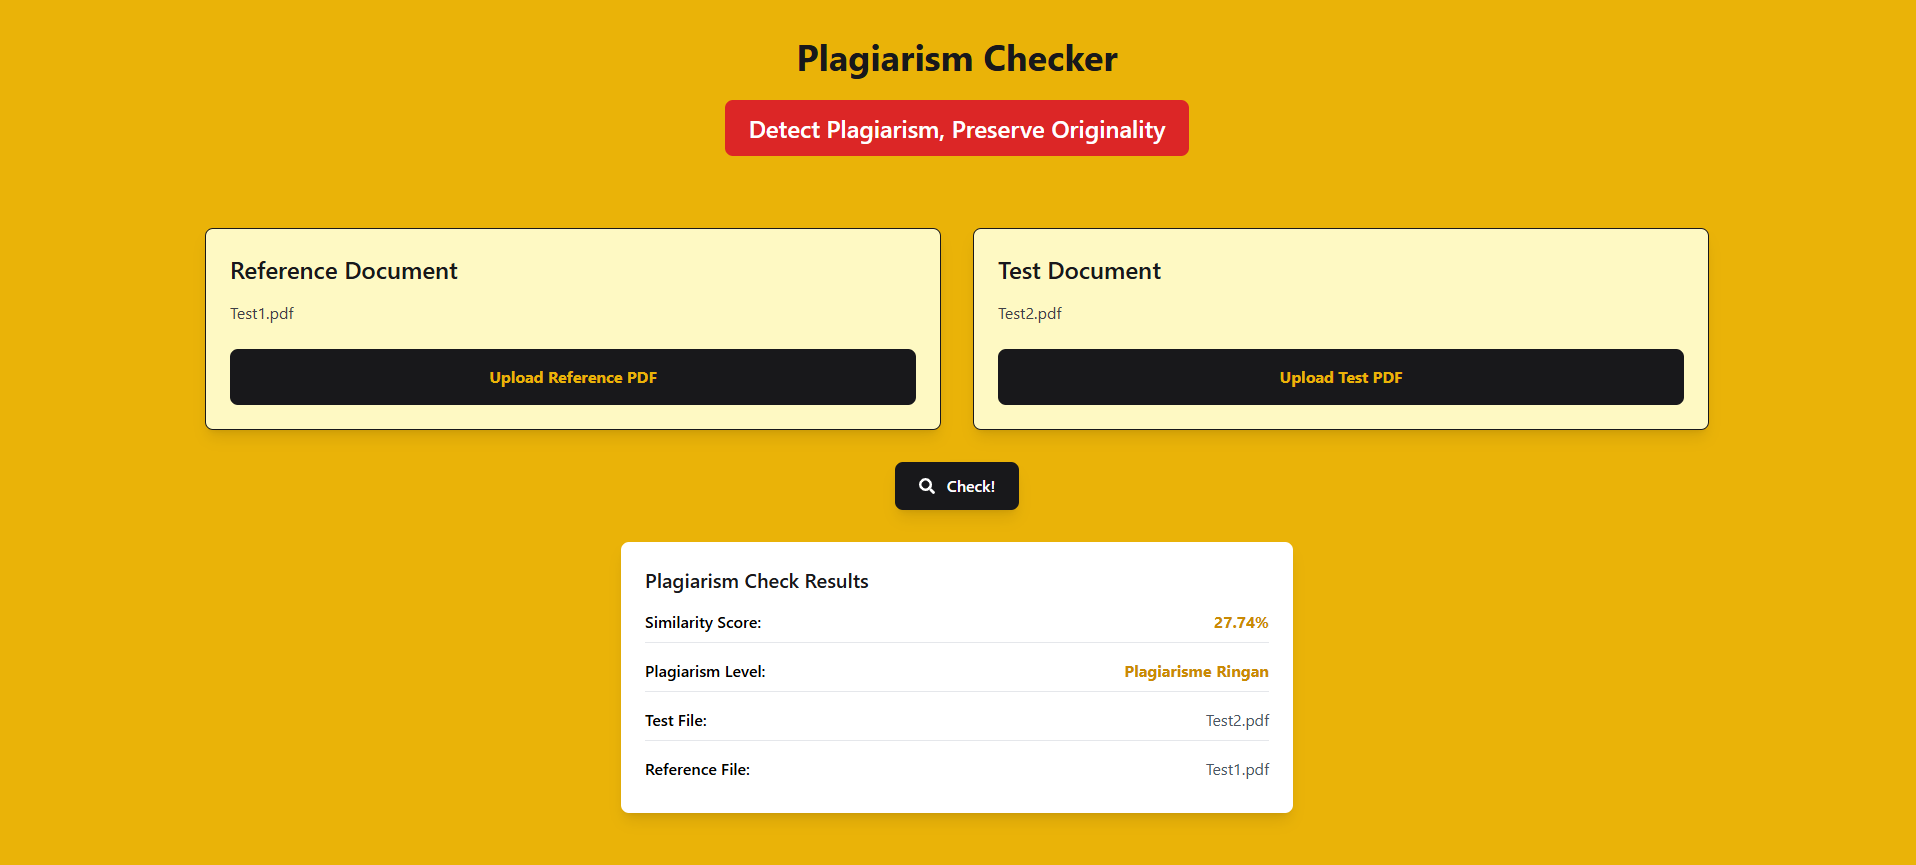 Plagiarism Checker
Detect Plagiarism, Preserve Originality
Reference Document
Test1.pdf
Upload Reference PDF
Test Document
Test2.pdf
Upload Test PDF
Check!
Plagiarism Check Results
Similarity Score: 27.74%
Plagiarism Level: Plagiarisme Ringan
Test File: Test2.pdf
Reference File: Test1.pdf